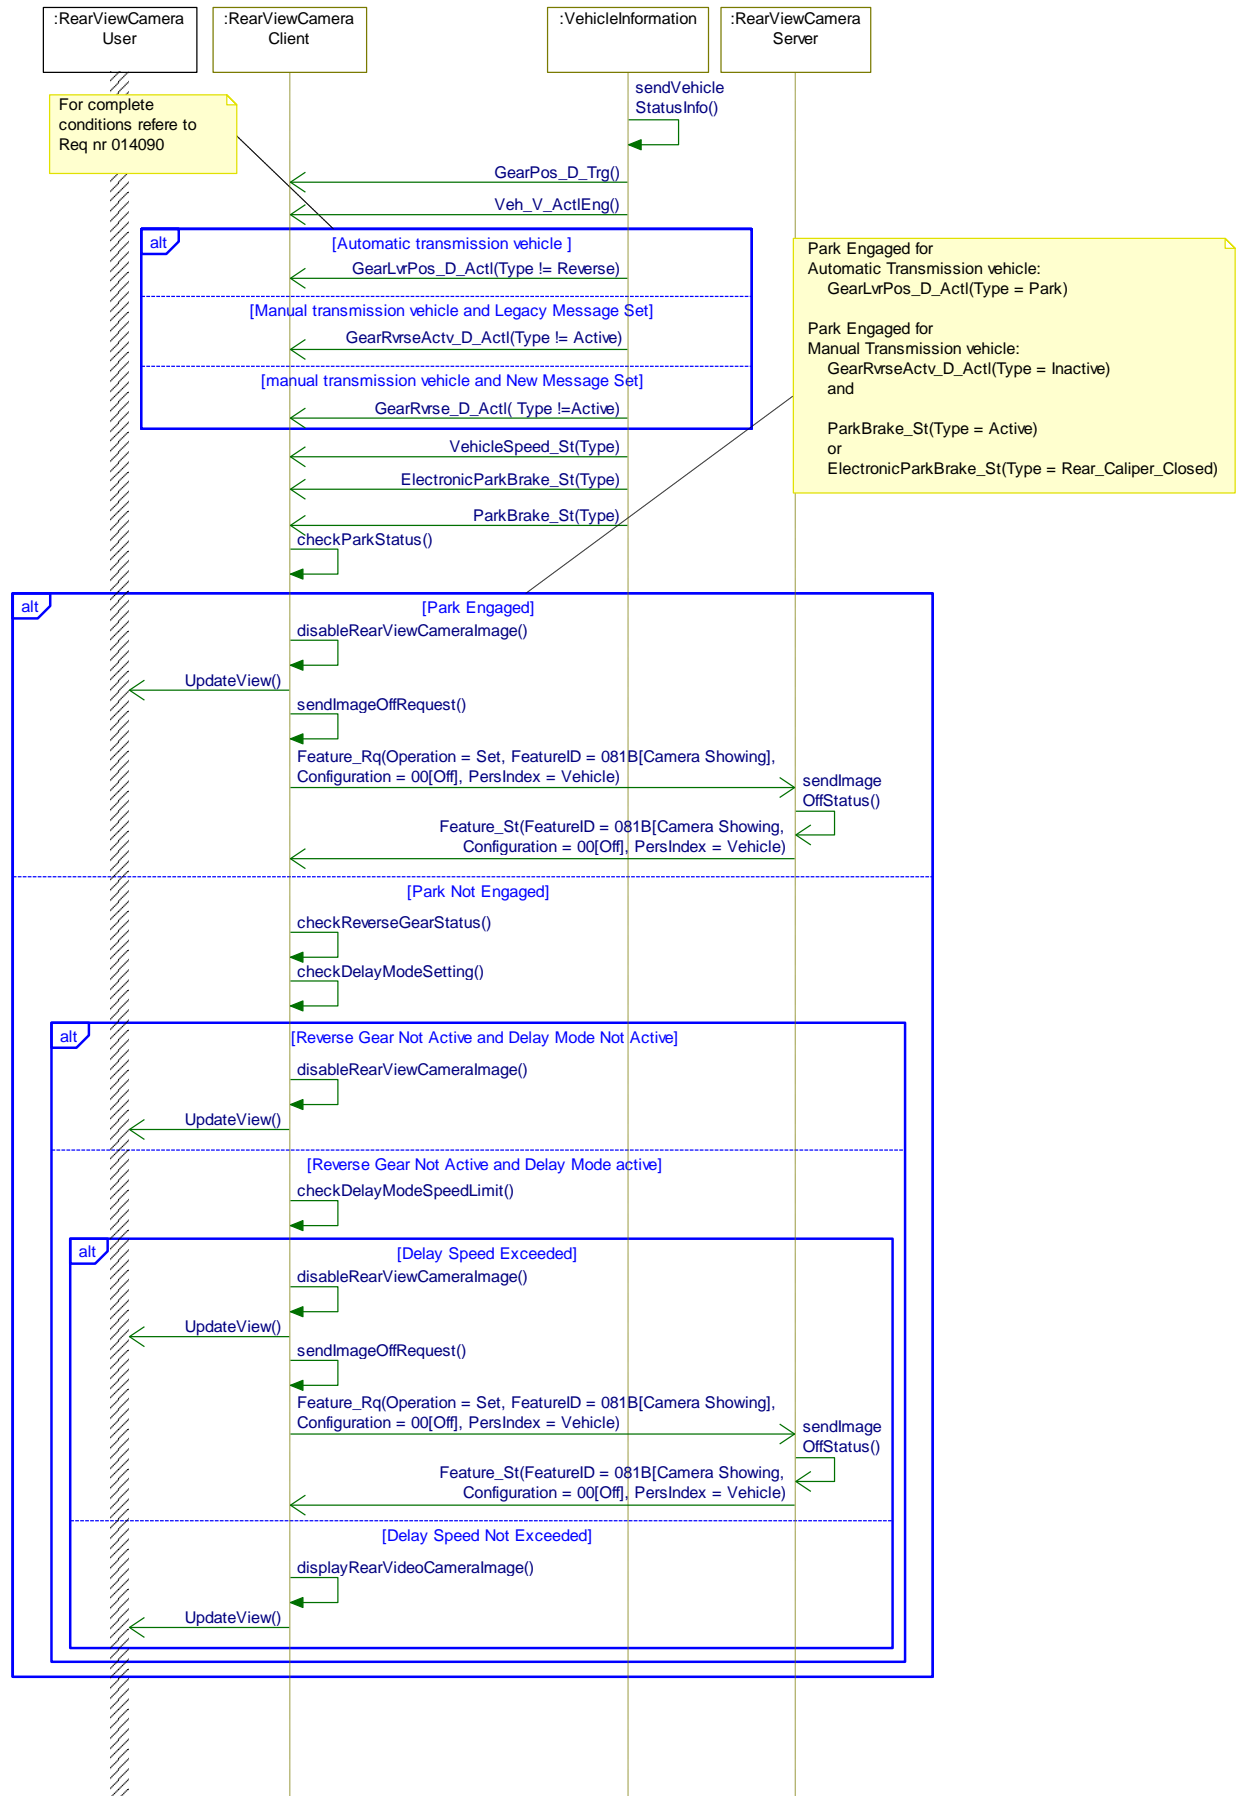 :RearViewCamera
User
:RearViewCamera
Client
:VehicleInformation
:RearViewCamera
Server
sendVehicle
StatusInfo()
For complete
conditions refere to
Req nr 014090
GearPos_D_Trg()
Veh_V_ActlEng()
alt
[Automatic transmission vehicle ]
GearLvrPos_D_Actl(Type != Reverse)
[Manual transmission vehicle and Legacy Message Set]
GearRvrseActv_D_Actl(Type != Active)
[manual transmission vehicle and New Message Set]
GearRvrse_D_Actl( Type !=Active)
Park Engaged for
Automatic Transmission vehicle:
GearLvrPos_D_Actl(Type = Park)
Park Engaged for
Manual Transmission vehicle:
GearRvrseActv_D_Actl(Type = Inactive)
and
ParkBrake_St(Type = Active)
or
ElectronicParkBrake_St(Type = Rear_Caliper_Closed)
VehicleSpeed_St(Type)
ElectronicParkBrake_St(Type)
ParkBrake_St(Type)
checkParkStatus()
alt
[Park Engaged]
disableRearViewCameraImage()
UpdateView()
sendImageOffRequest()
Feature_Rq(Operation = Set, FeatureID = 081B[Camera Showing],
Configuration = 00[Off], PersIndex = Vehicle)
sendImage
OffStatus()
Feature_St(FeatureID = 081B[Camera Showing,
Configuration = 00[Off], PersIndex = Vehicle)
[Park Not Engaged]
checkReverseGearStatus()
checkDelayModeSetting()
alt
[Reverse Gear Not Active and Delay Mode Not Active]
disableRearViewCameraImage()
UpdateView()
[Reverse Gear Not Active and Delay Mode active]
checkDelayModeSpeedLimit()
alt
[Delay Speed Exceeded]
disableRearViewCameraImage()
UpdateView()
sendImageOffRequest()
Feature_Rq(Operation = Set, FeatureID = 081B[Camera Showing],
Configuration = 00[Off], PersIndex = Vehicle)
sendImage
OffStatus()
Feature_St(FeatureID = 081B[Camera Showing,
Configuration = 00[Off], PersIndex = Vehicle)
[Delay Speed Not Exceeded]
displayRearVideoCameraImage()
UpdateView()